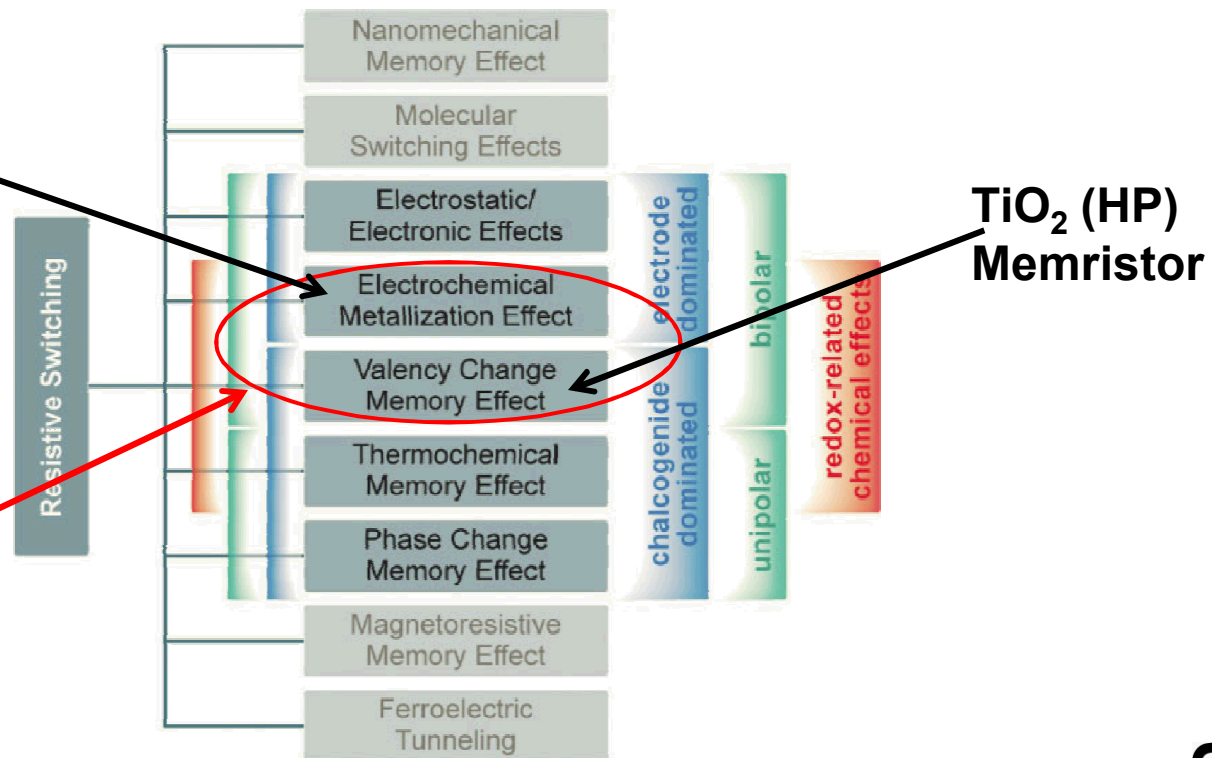 Nanomechanical
Memory Effect
Molecular
Switching Effects
Electrostatic/
Electronic Effects
Electrochemical
Metallization Effect
Valency Change
Memory Effect
Thermochemical
Memory Effect
Phase Change
Memory Effect
Magnetoresistive
Memory Effect
Ferroelectric
Tunneling
Resistive Switching
electrode
dominated
chalcogenide
dominated
bipolar
unipolar
redox-related
chemical effects
TiO₂ (HP)
Memristor